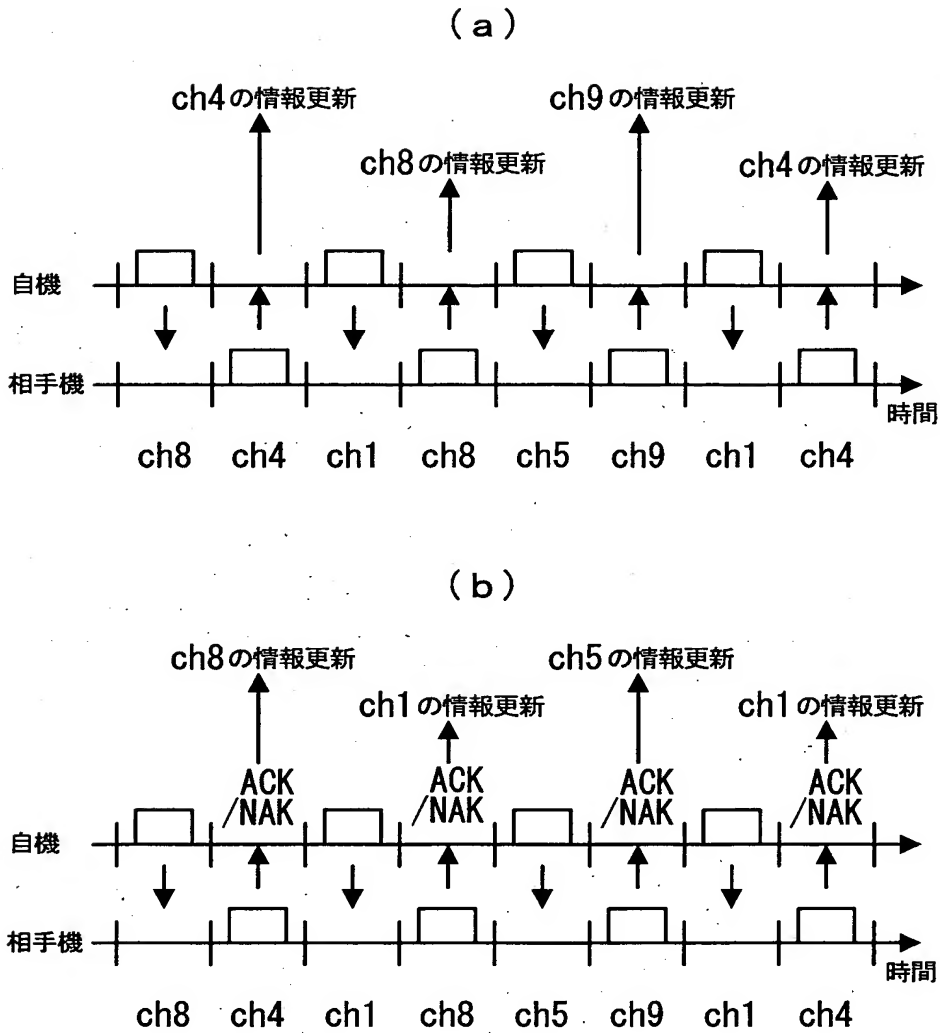 (a)
ch4の情報更新
ch9の情報更新
ch8の情報更新
ch4の情報更新
自機
相手機
時間
ch8 ch4 ch1 ch8 ch5 ch9 ch1 ch4
(b)
ch8の情報更新
ch5の情報更新
ch1の情報更新
ch1の情報更新
ACK ACK ACK ACK
/NAK /NAK /NAK /NAK
自機
相手機
時間
ch8 ch4 ch1 ch8 ch5 ch9 ch1 ch4